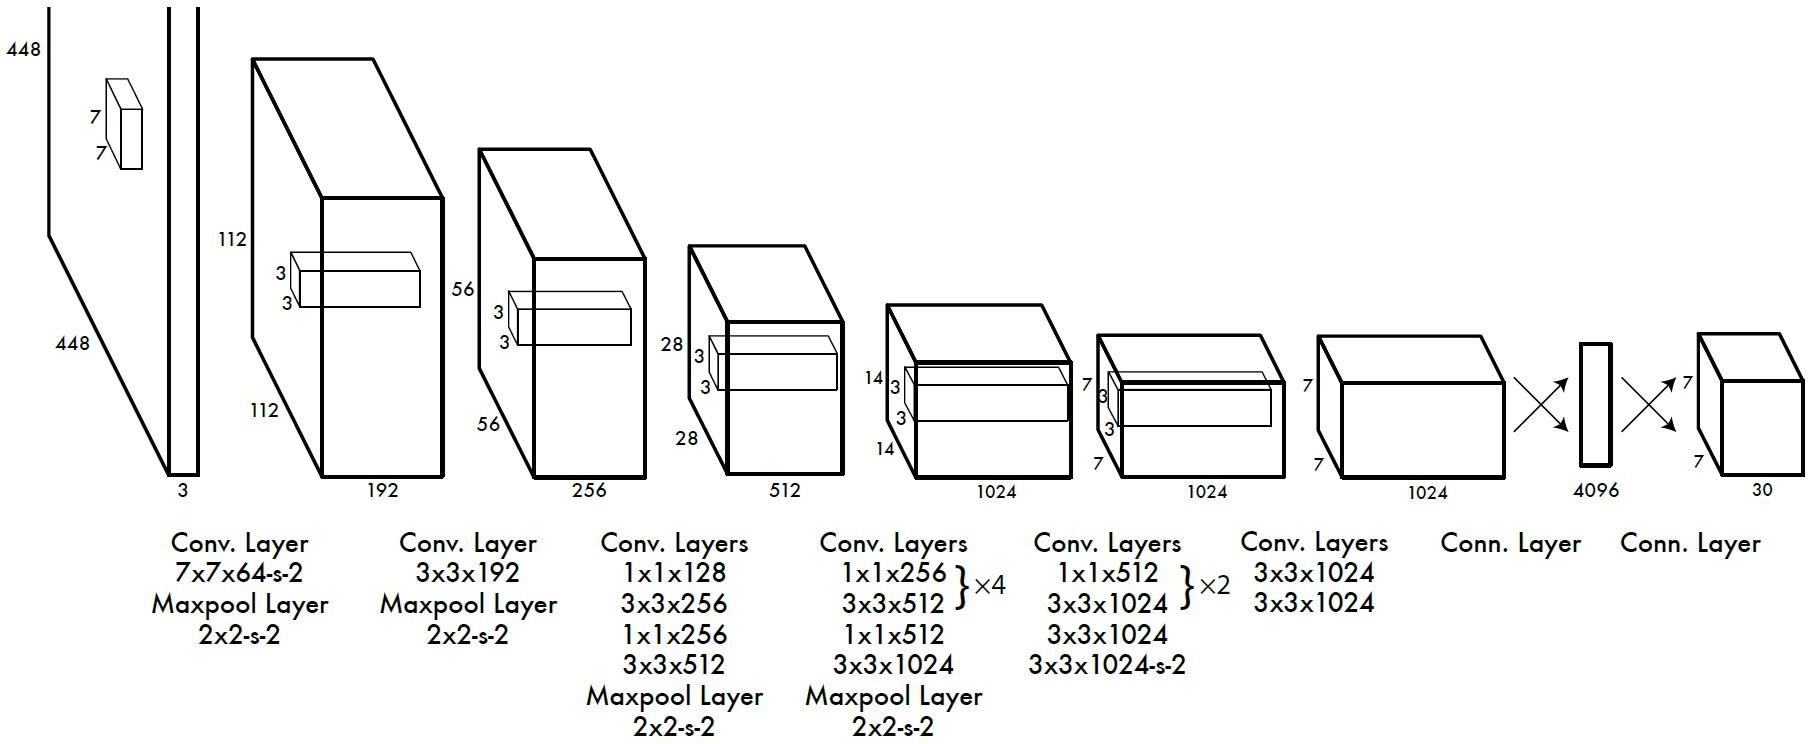 448
7
7
448
3
112
3
3
112
192
56
3
3
56
256
28
3
3
28
512
14
3
3
14
1024
7
3
3
7
1024
7
7
1024
4096
7
7
30
Conv. Layer
7x7x64-s-2
Maxpool Layer
2x2-s-2
Conv. Layer
3x3x192
Maxpool Layer
2x2-s-2
Conv. Layers
1x1x128
3x3x256
1x1x256
3x3x512
Maxpool Layer
2x2-s-2
Conv. Layers
1x1x256
3x3x512
} ×4
1x1x512
3x3x1024
Maxpool Layer
2x2-s-2
Conv. Layers
1x1x512
3x3x1024
} ×2
3x3x1024
3x3x1024-s-2
Conv. Layers
3x3x1024
3x3x1024
Conn. Layer
Conn. Layer